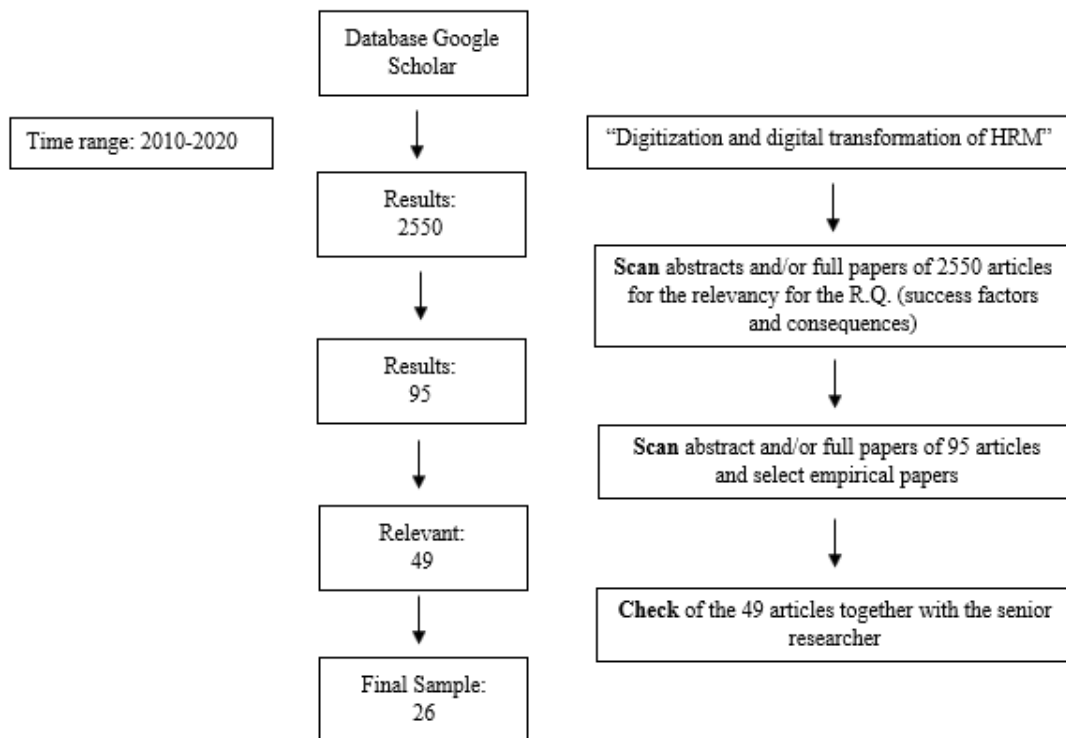 Database Google
Scholar
Time range: 2010-2020
“Digitization and digital transformation of HRM”
Results:
2550
Scan abstracts and/or full papers of 2550 articles
for the relevancy for the R.Q. (success factors
and consequences)
Results:
95
Scan abstract and/or full papers of 95 articles
and select empirical papers
Relevant:
49
Check of the 49 articles together with the senior
researcher
Final Sample:
26